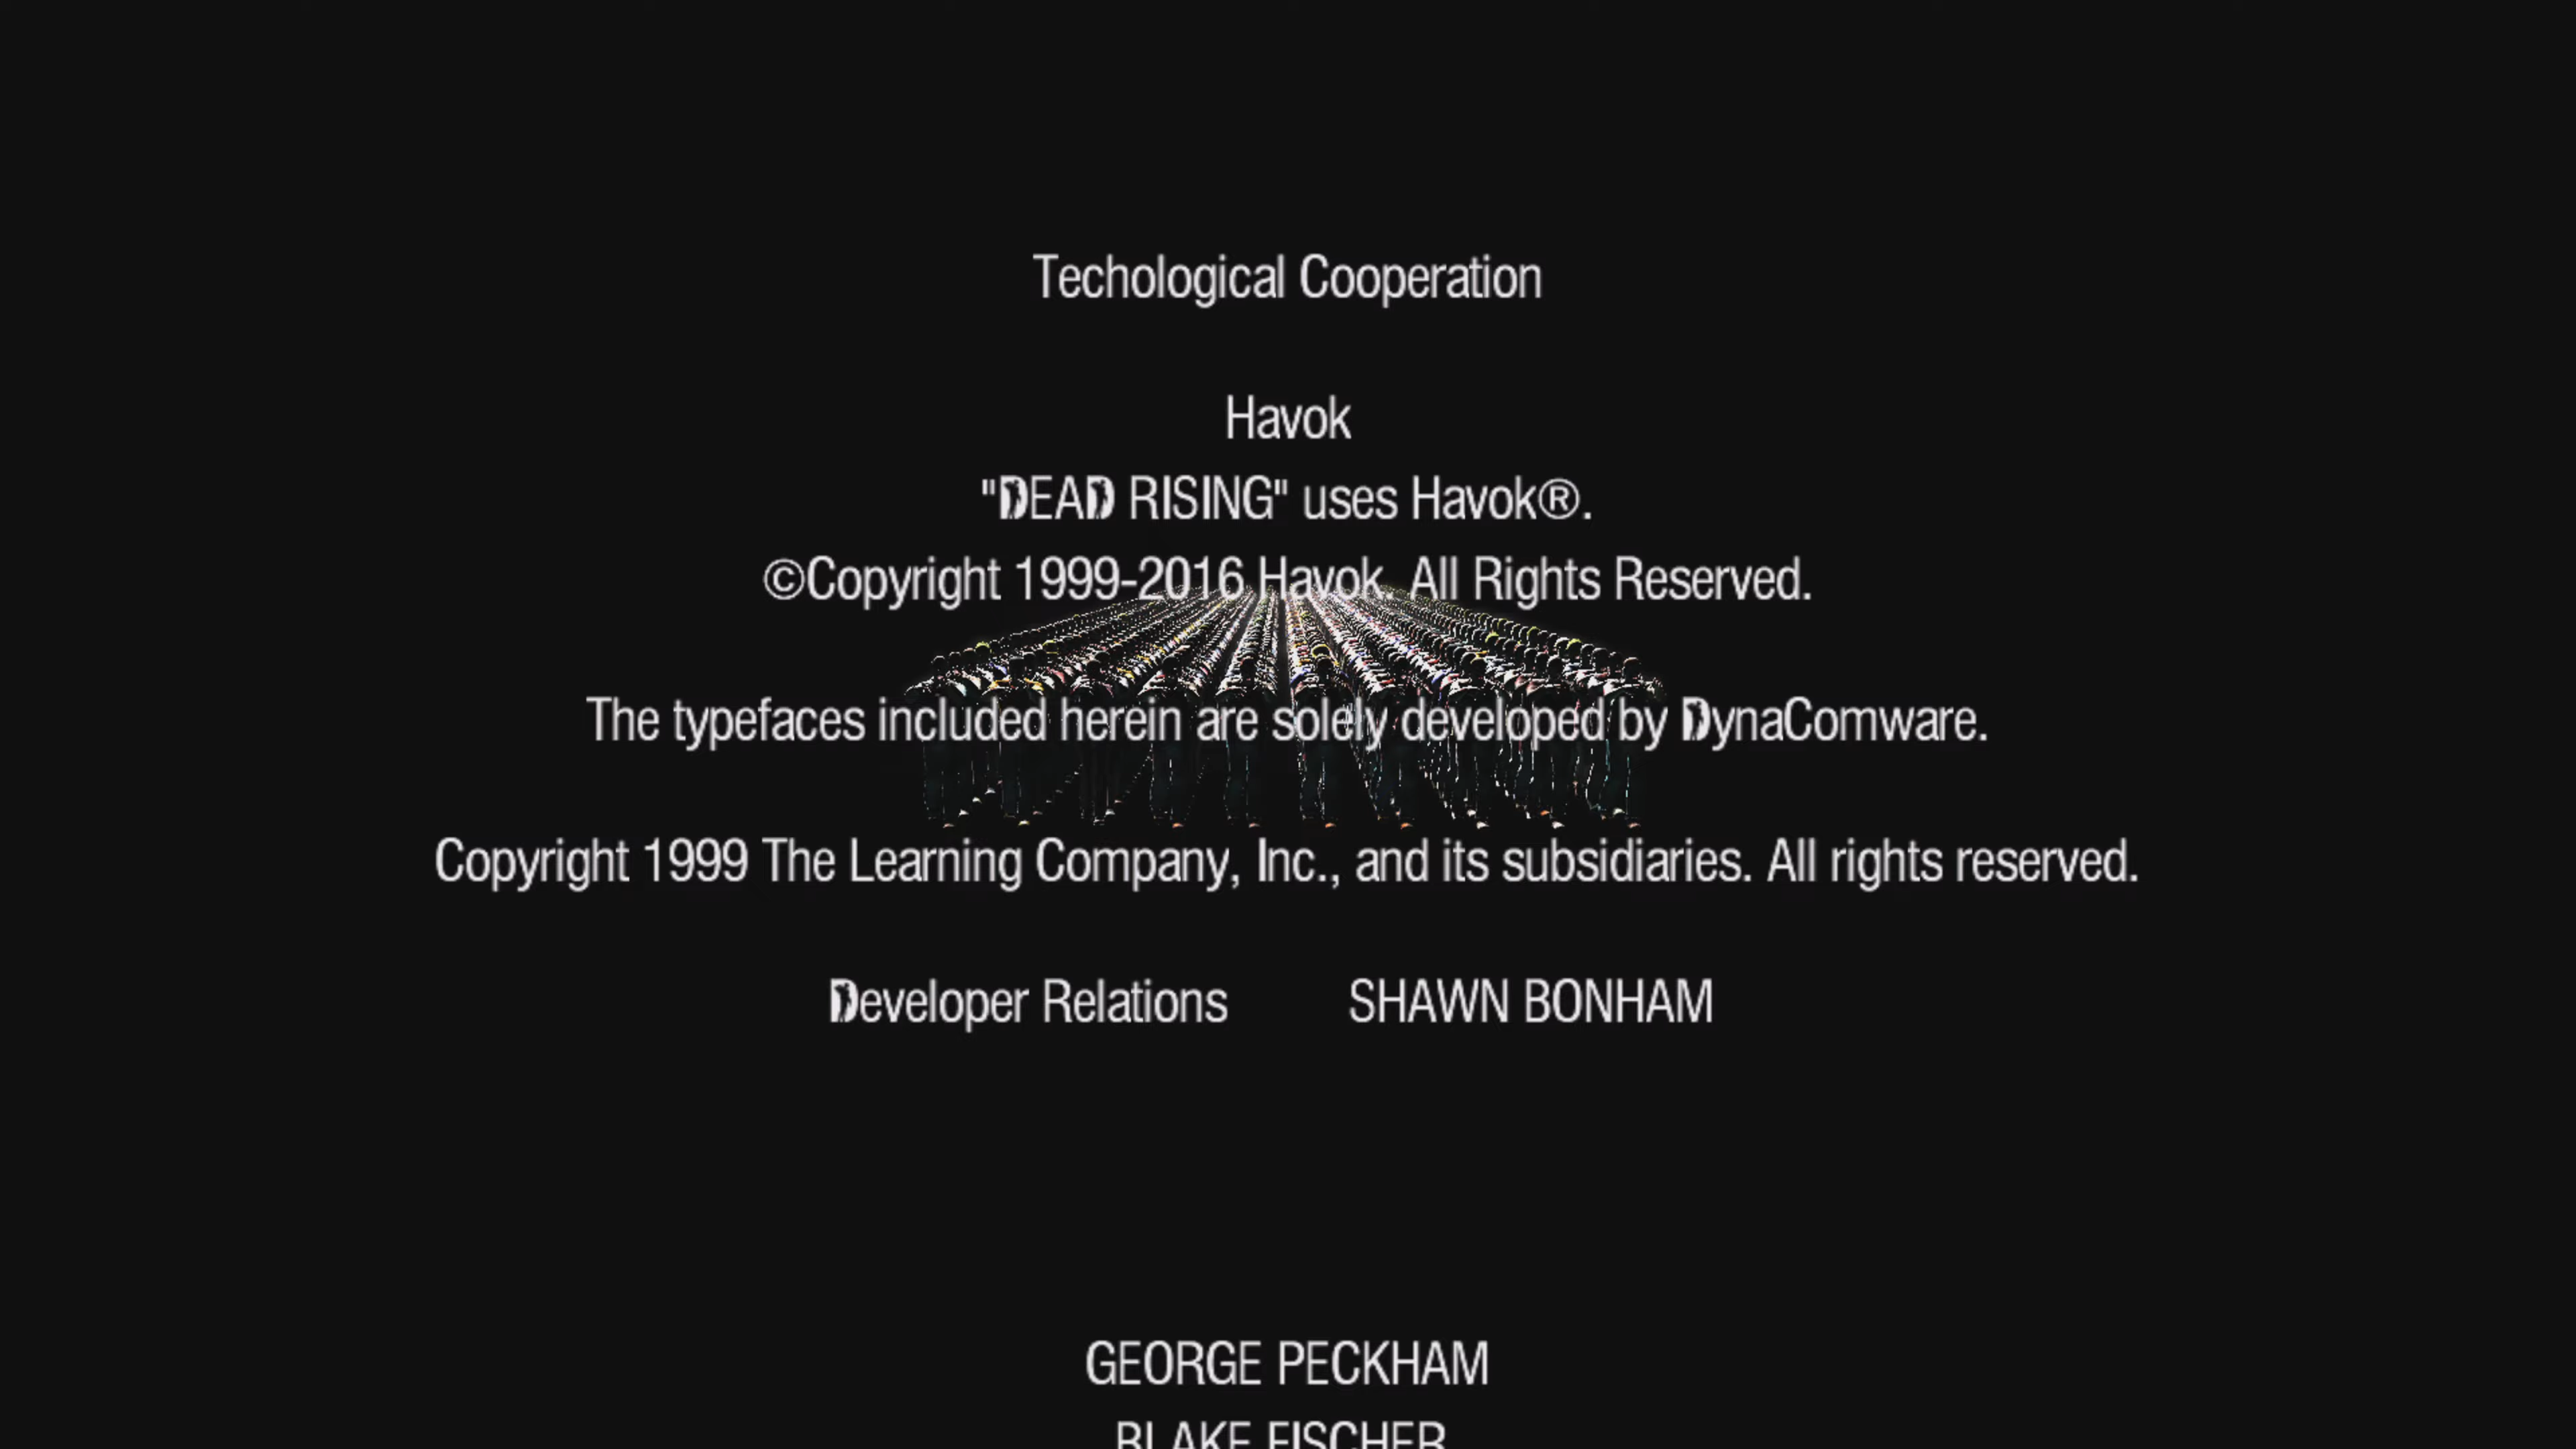 Techological Cooperation
Havok
"DEAD RISING" uses Havok®.
©Copyright 1999-2016 Havok. All Rights Reserved.
The typefaces included herein are solely developed by DynaComware.
Copyright 1999 The Learning Company, Inc., and its subsidiaries. All rights reserved.
Developer Relations SHAWN BONHAM
GEORGE PECKHAM
BLAKE FISCHER